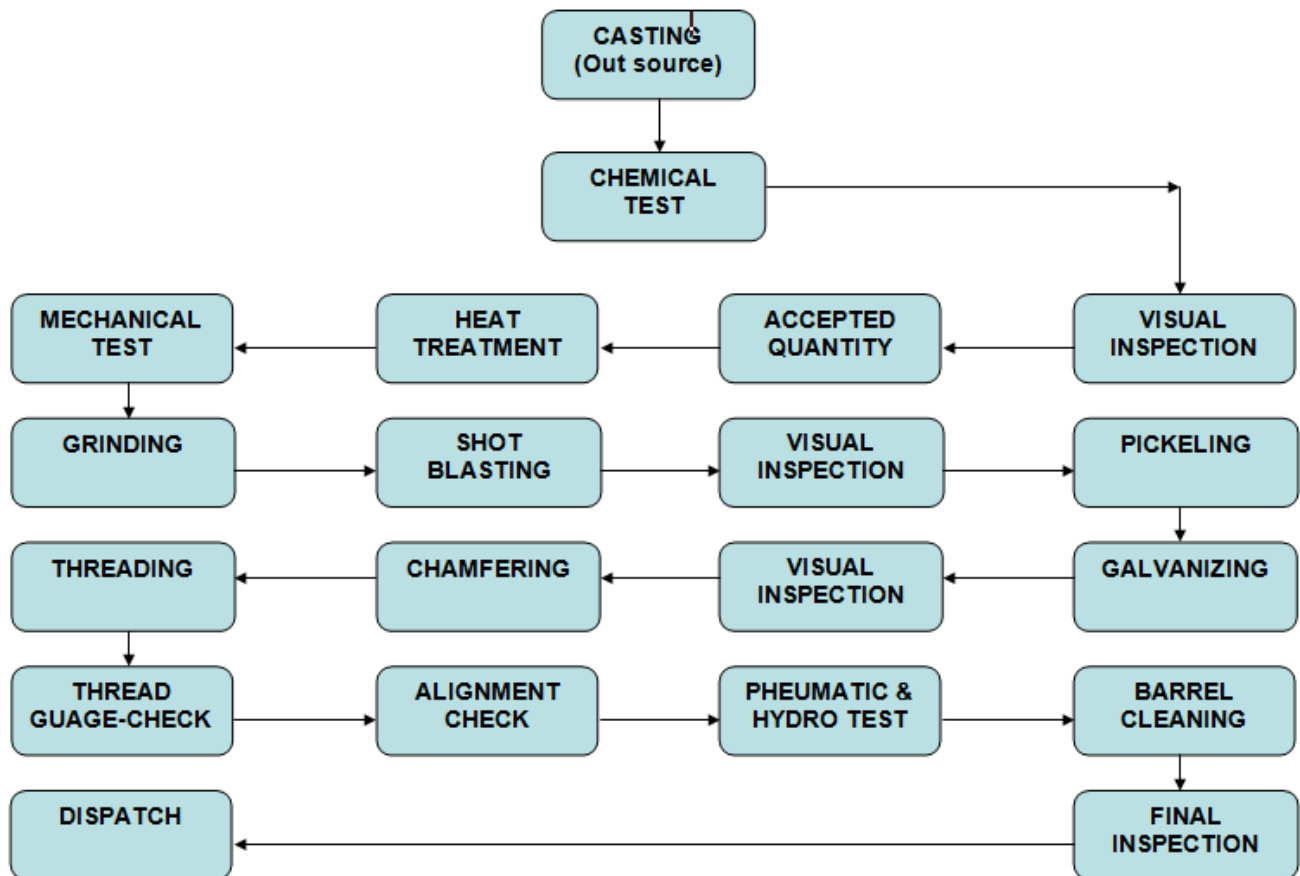 CASTING
(Out source)
CHEMICAL
TEST
MECHANICAL
TEST
HEAT
TREATMENT
ACCEPTED
QUANTITY
VISUAL
INSPECTION
GRINDING
SHOT
BLASTING
VISUAL
INSPECTION
PICKELING
THREADING
CHAMFERING
VISUAL
INSPECTION
GALVANIZING
THREAD
GUAGE-CHECK
ALIGNMENT
CHECK
PHEUMATIC &
HYDRO TEST
BARREL
CLEANING
DISPATCH
FINAL
INSPECTION